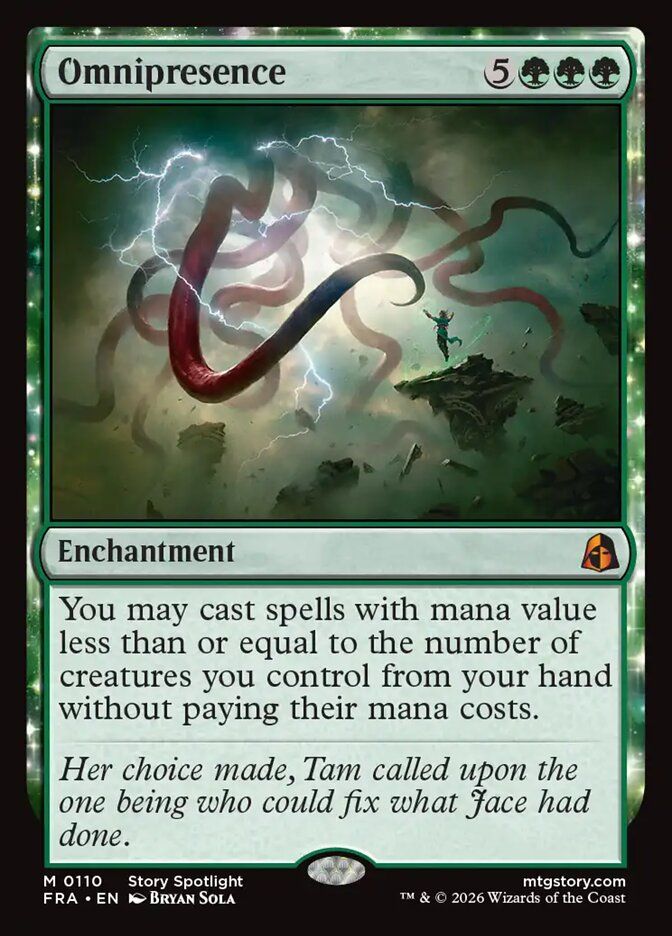 Omnipresence 5
Enchantment
You may cast spells with mana value
less than or equal to the number of
creatures you control from your hand
without paying their mana costs.
Her choice made, Tam called upon the
one being who could fix what Jace had
done.
M 0110 Story Spotlight mtgstory.com
FRA • EN Bryan Sola ™ & © 2026 Wizards of the Coast